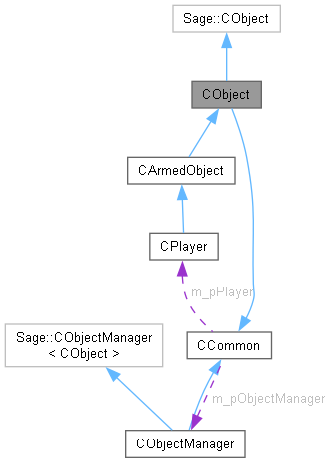 Sage::CObject
CObject
CArmedObject
CPlayer
m_pPlayer
Sage::CObjectManager
< CObject >
CCommon
m_pObjectManager
CObjectManager